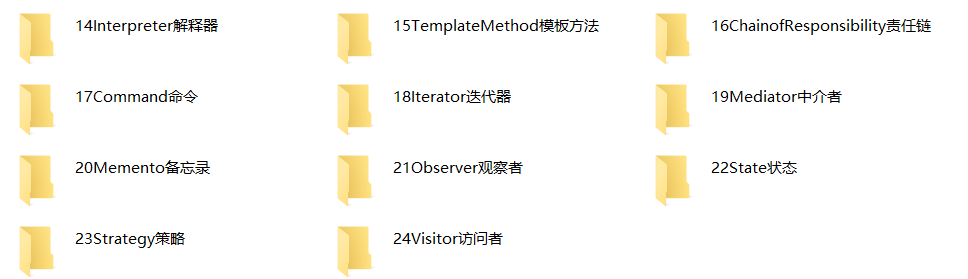 14Interpreter解释器
15TemplateMethod模板方法
16ChainofResponsibility责任链
17Command命令
18Iterator迭代器
19Mediator中介者
20Memento备忘录
21Observer观察者
22State状态
23Strategy策略
24Visitor访问者